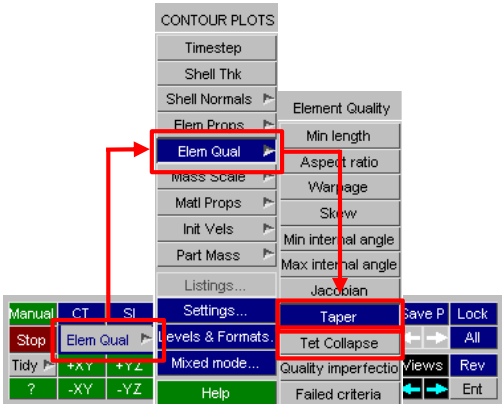 CONTOUR PLOTS
Timestep
Shell Thk
Shell Normals
Elem Props
Elem Qual
Mass Scale
Matl Props
Init Vels
Part Mass
Listings...
Settings...
Levels & Formats.
Mixed mode...
Help
Element Quality
Min length
Aspect ratio
Warpage
Skew
Min internal angle
Max internal angle
Jacobian
Taper
Tet Collapse
Quality imperfectio
Failed criteria
Manual CT SI
Stop Elem Qual
Tidy +XY +YZ
? -XY -YZ
Save P Lock
All
Views Rev
Ent